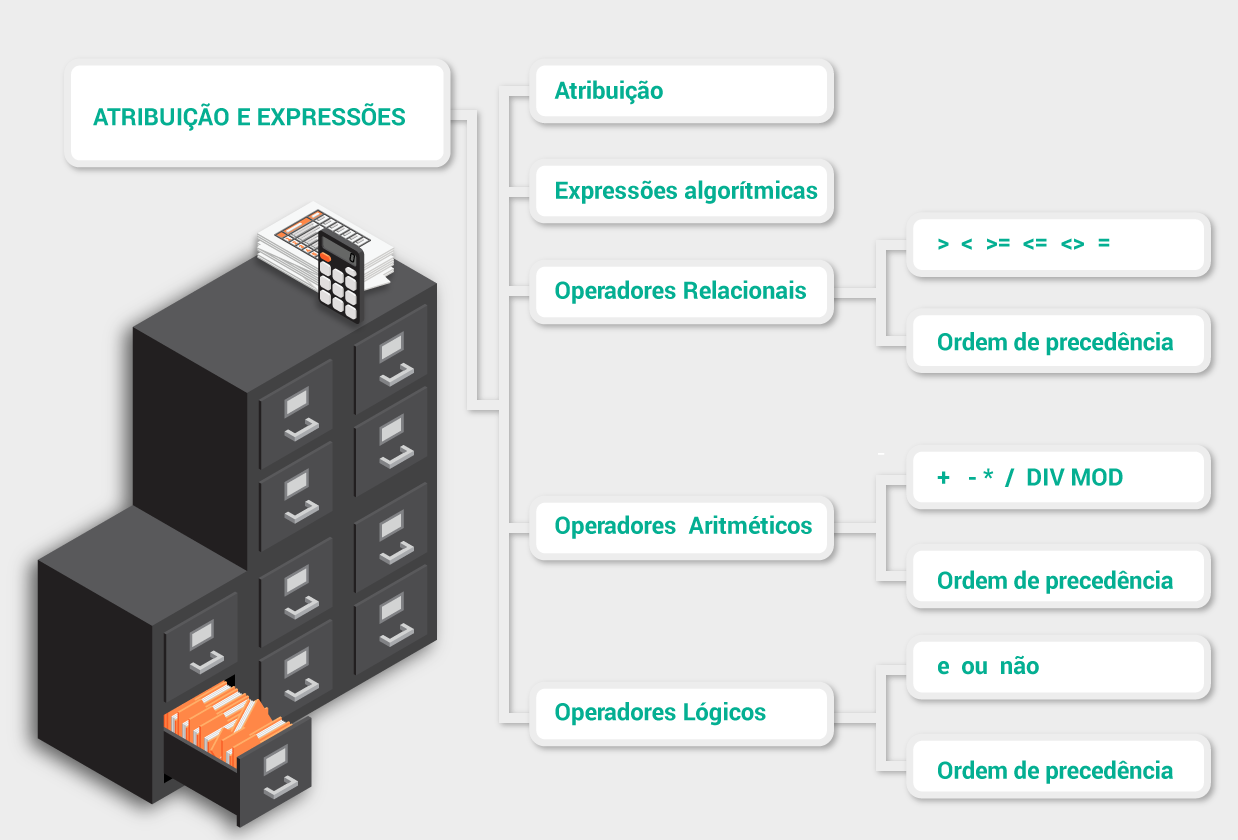 ATRIBUIÇÃO E EXPRESSÕES
Atribuição
Expressões algorítmicas
Operadores Relacionais
> < >= <= <> =
Ordem de precedência
Operadores Aritméticos
+ - * / DIV MOD
Ordem de precedência
Operadores Lógicos
e ou não
Ordem de precedência
0